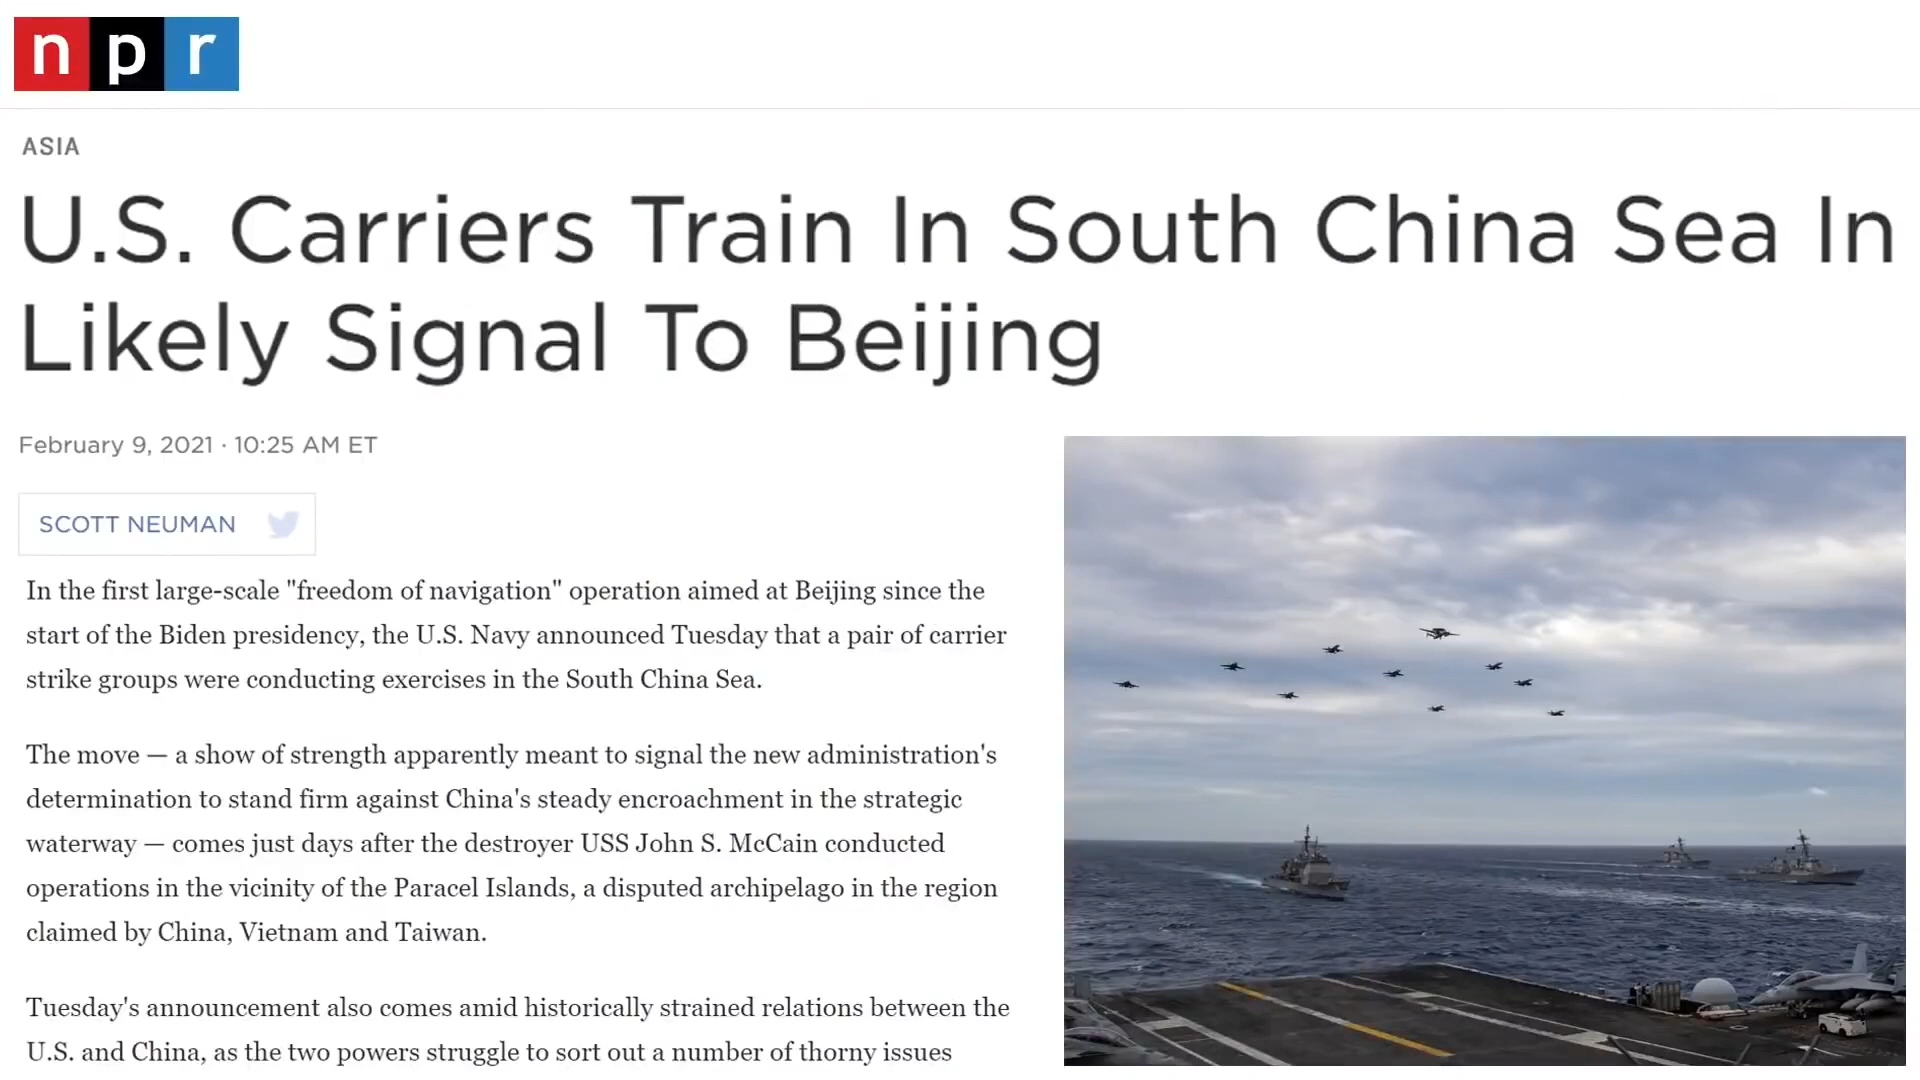 npr
ASIA
U.S. Carriers Train In South China Sea In
Likely Signal To Beijing
February 9, 2021 · 10:25 AM ET
SCOTT NEUMAN
In the first large-scale "freedom of navigation" operation aimed at Beijing since the
start of the Biden presidency, the U.S. Navy announced Tuesday that a pair of carrier
strike groups were conducting exercises in the South China Sea.
The move — a show of strength apparently meant to signal the new administration's
determination to stand firm against China's steady encroachment in the strategic
waterway — comes just days after the destroyer USS John S. McCain conducted
operations in the vicinity of the Paracel Islands, a disputed archipelago in the region
claimed by China, Vietnam and Taiwan.
Tuesday's announcement also comes amid historically strained relations between the
U.S. and China, as the two powers struggle to sort out a number of thorny issues